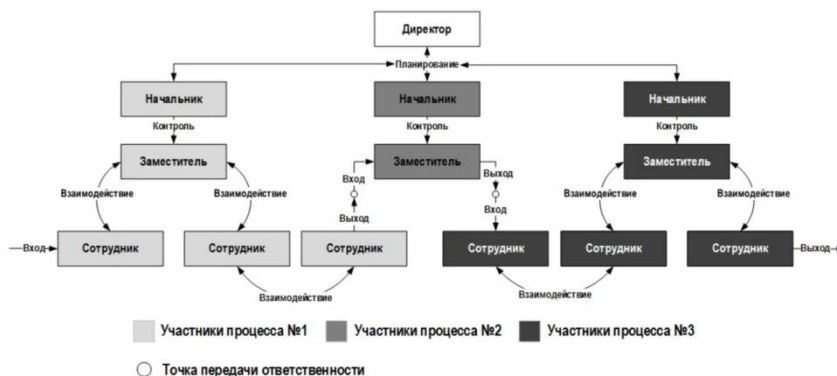 Директор
Планирование
Начальник
Начальник
Начальник
Контроль
Контроль
Контроль
Заместитель
Заместитель
Заместитель
Взаимодействие
Взаимодействие
Вход
Выход
Выход
Вход
Взаимодействие
Взаимодействие
Вход
Сотрудник
Сотрудник
Сотрудник
Сотрудник
Сотрудник
Сотрудник
Выход
Взаимодействие
Взаимодействие
Участники процесса №1
Участники процесса №2
Участники процесса №3
Точка передачи ответственности